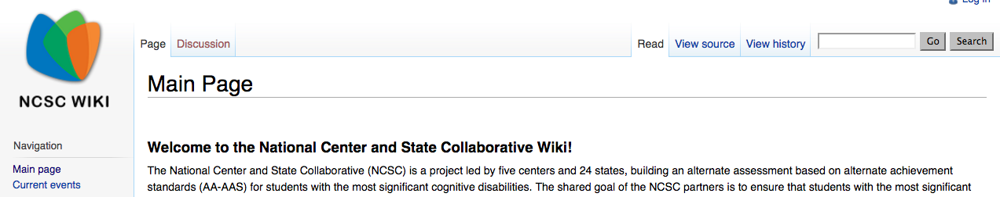 Log in
NCSC WIKI
Page Discussion Read View source View history Go Search
Main Page
Navigation
Main page
Current events
Welcome to the National Center and State Collaborative Wiki!
The National Center and State Collaborative (NCSC) is a project led by five centers and 24 states, building an alternate assessment based on alternate achievement
standards (AA-AAS) for students with the most significant cognitive disabilities. The shared goal of the NCSC partners is to ensure that students with the most significant